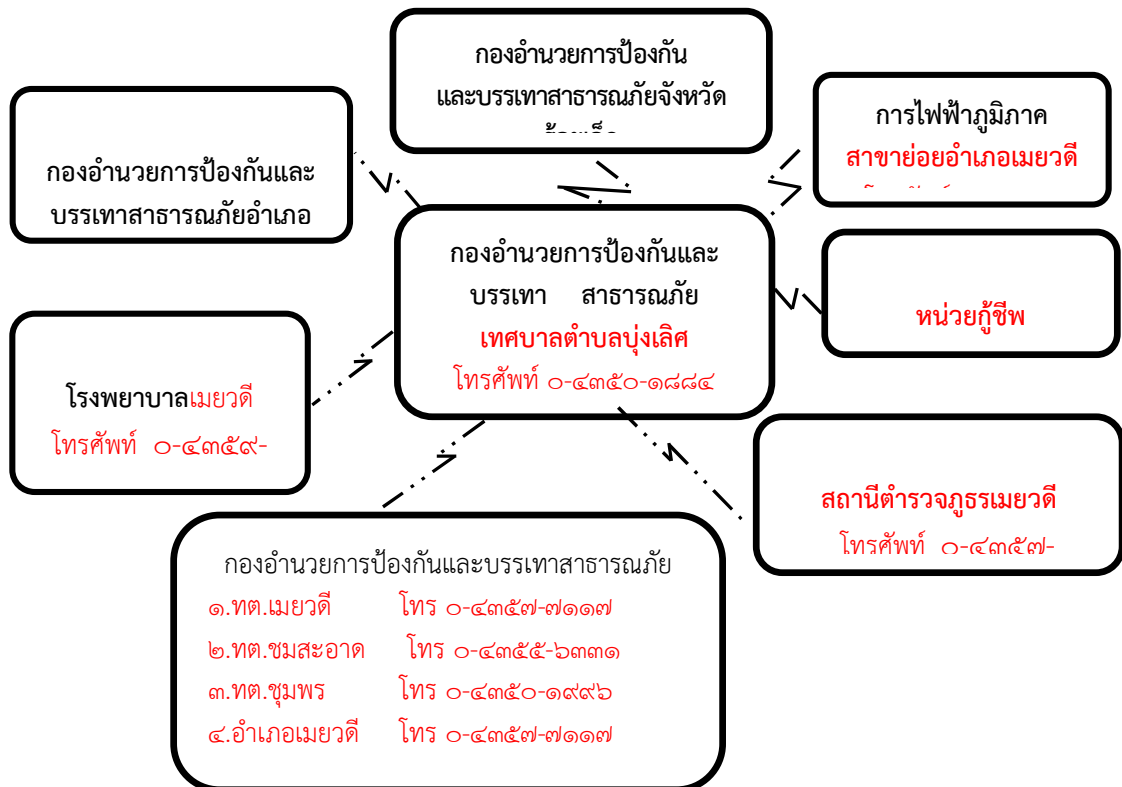 กองอำนวยการป้องกัน
และบรรเทาสาธารณภัยจังหวัด
กองอำนวยการป้องกันและ
บรรเทาสาธารณภัยอำเภอ
การไฟฟ้าภูมิภาค
สาขาย่อยอำเภอเมยวดี
กองอำนวยการป้องกันและ
บรรเทา สาธารณภัย
เทศบาลตำบลบุ่งเลิศ
โทรศัพท์ ๐-๔๓๕๐-๑๘๘๔
หน่วยกู้ชีพ
โรงพยาบาลเมยวดี
โทรศัพท์ ๐-๔๓๕๙-
สถานีตำรวจภูธรเมยวดี
โทรศัพท์ ๐-๔๓๕๗-
กองอำนวยการป้องกันและบรรเทาสาธารณภัย
๑.ทต.เมยวดี โทร ๐-๔๓๕๗-๗๑๑๗
๒.ทต.ชมสะอาด โทร ๐-๔๓๕๕-๖๓๓๑
๓.ทต.ชุมพร โทร ๐-๔๓๕๐-๑๙๙๖
๔.อำเภอเมยวดี โทร ๐-๔๓๕๗-๗๑๑๗